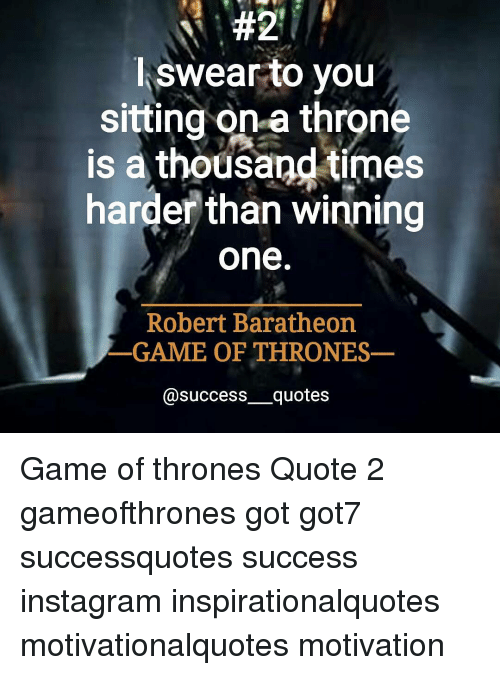 #2
I swear to you
sitting on a throne
is a thousand times
harder than winning
one.
Robert Baratheon
—GAME OF THRONES—
@success__quotes
Game of thrones Quote 2
gameofthrones got got7
successquotes success
instagram inspirationalquotes
motivationalquotes motivation